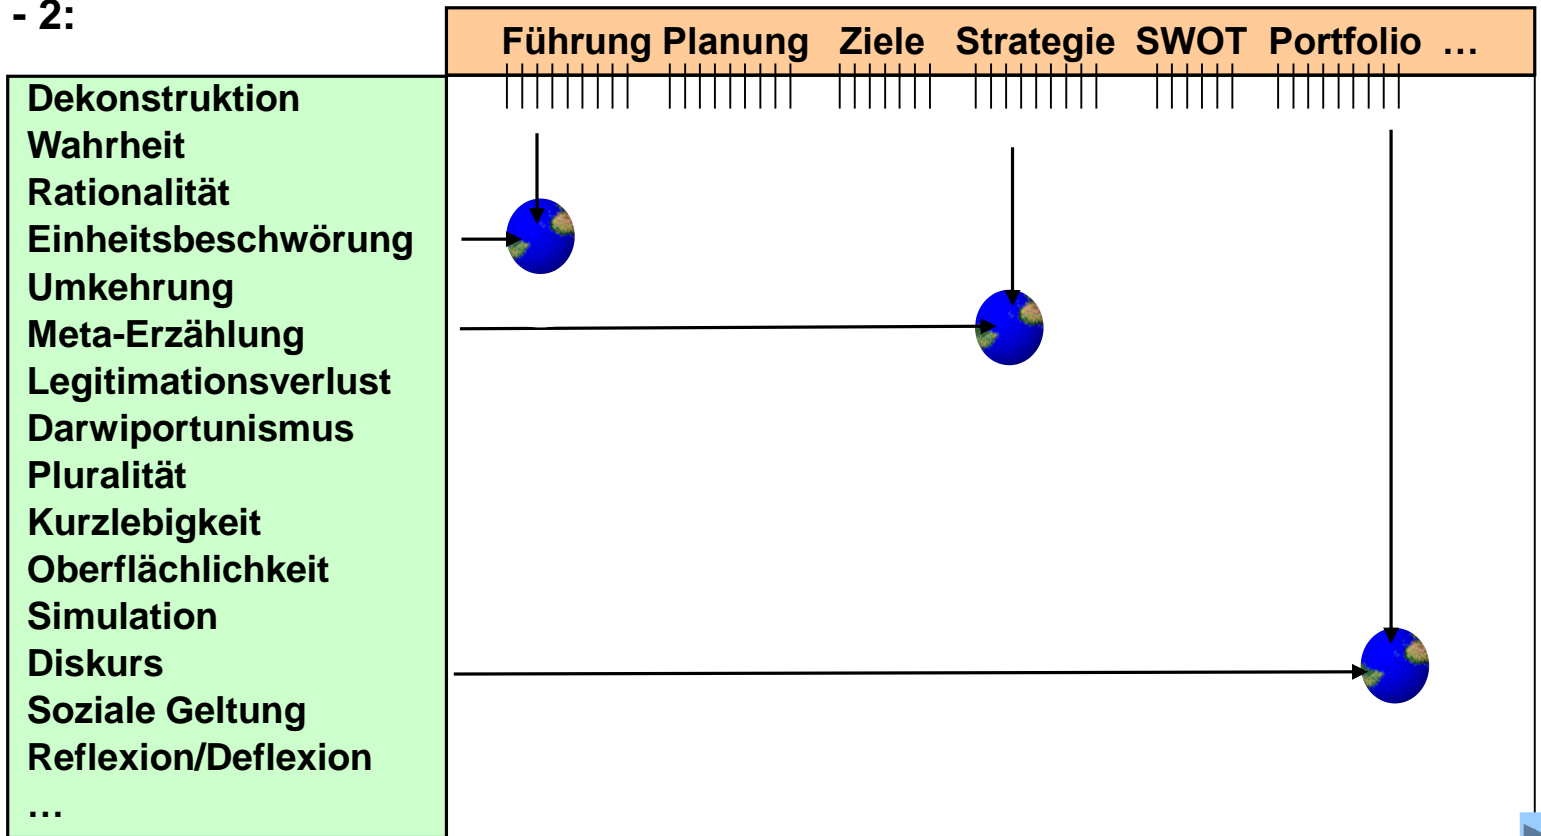 - 2:
Führung Planung Ziele Strategie SWOT Portfolio …
Dekonstruktion
Wahrheit
Rationalität
Einheitsbeschwörung
Umkehrung
Meta-Erzählung
Legitimationsverlust
Darwiportunismus
Pluralität
Kurzlebigkeit
Oberflächlichkeit
Simulation
Diskurs
Soziale Geltung
Reflexion/Deflexion
…